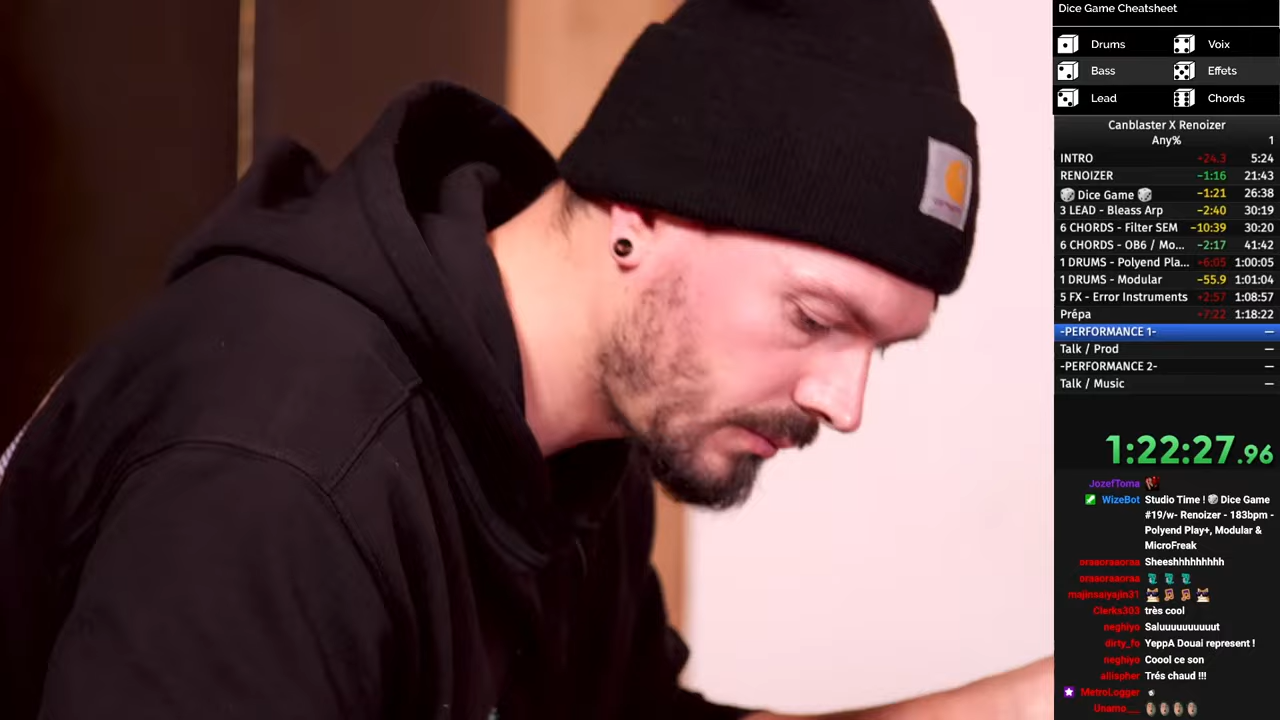 Dice Game Cheatsheet
Drums Voix
Bass Effets
Lead Chords
Canblaster X Renoizer
Any% 1
INTRO +24.3 5:24
RENOIZER −1:16 21:43
🎲 Dice Game 🎲 −1:21 26:38
3 LEAD - Bleass Arp −2:40 30:19
6 CHORDS - Filter SEM −10:39 30:20
6 CHORDS - OB6 / Mo... −2:17 41:42
1 DRUMS - Polyend Pla... +6:05 1:00:05
1 DRUMS - Modular −55.9 1:01:04
5 FX - Error Instruments +2:57 1:08:57
Prépa +7:22 1:18:22
-PERFORMANCE 1- —
Talk / Prod —
-PERFORMANCE 2- —
Talk / Music —
1:22:27.96
JozefToma
WizeBot Studio Time ! 🎲 Dice Game
#19/w- Renoizer - 183bpm -
Polyend Play+, Modular &
MicroFreak
oraaoraaoraa Sheeshhhhhhhhh
oraaoraaoraa
majinsaiyajin31
Clerks303 très cool
neghiyo Saluuuuuuuuuut
dirty_fo YeppA Douai represent !
neghiyo Coool ce son
allispher Trés chaud !!!
MetroLogger
Unamo__